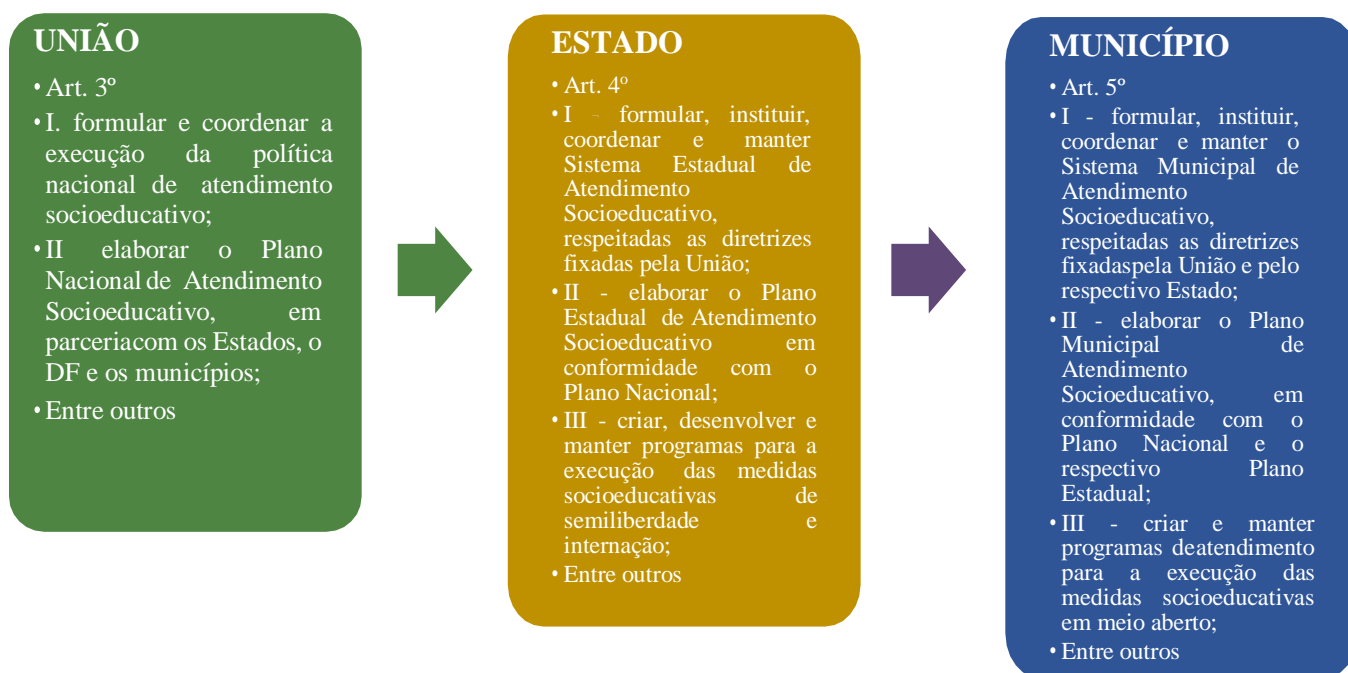 UNIÃO
• Art. 3º
• I. formular e coordenar a
execução da política
nacional de atendimento
socioeducativo;
• II elaborar o Plano
Nacional de Atendimento
Socioeducativo, em
parceriacom os Estados, o
DF e os municípios;
• Entre outros
ESTADO
• Art. 4º
• I - formular, instituir,
coordenar e manter
Sistema Estadual de
Atendimento
Socioeducativo,
respeitadas as diretrizes
fixadas pela União;
• II - elaborar o Plano
Estadual de Atendimento
Socioeducativo em
conformidade com o
Plano Nacional;
• III - criar, desenvolver e
manter programas para a
execução das medidas
socioeducativas de
semiliberdade e
internação;
• Entre outros
MUNICÍPIO
• Art. 5º
• I - formular, instituir,
coordenar e manter o
Sistema Municipal de
Atendimento
Socioeducativo,
respeitadas as diretrizes
fixadaspela União e pelo
respectivo Estado;
• II - elaborar o Plano
Municipal de
Atendimento
Socioeducativo, em
conformidade com o
Plano Nacional e o
respectivo Plano
Estadual;
• III - criar e manter
programas deatendimento
para a execução das
medidas socioeducativas
em meio aberto;
• Entre outros